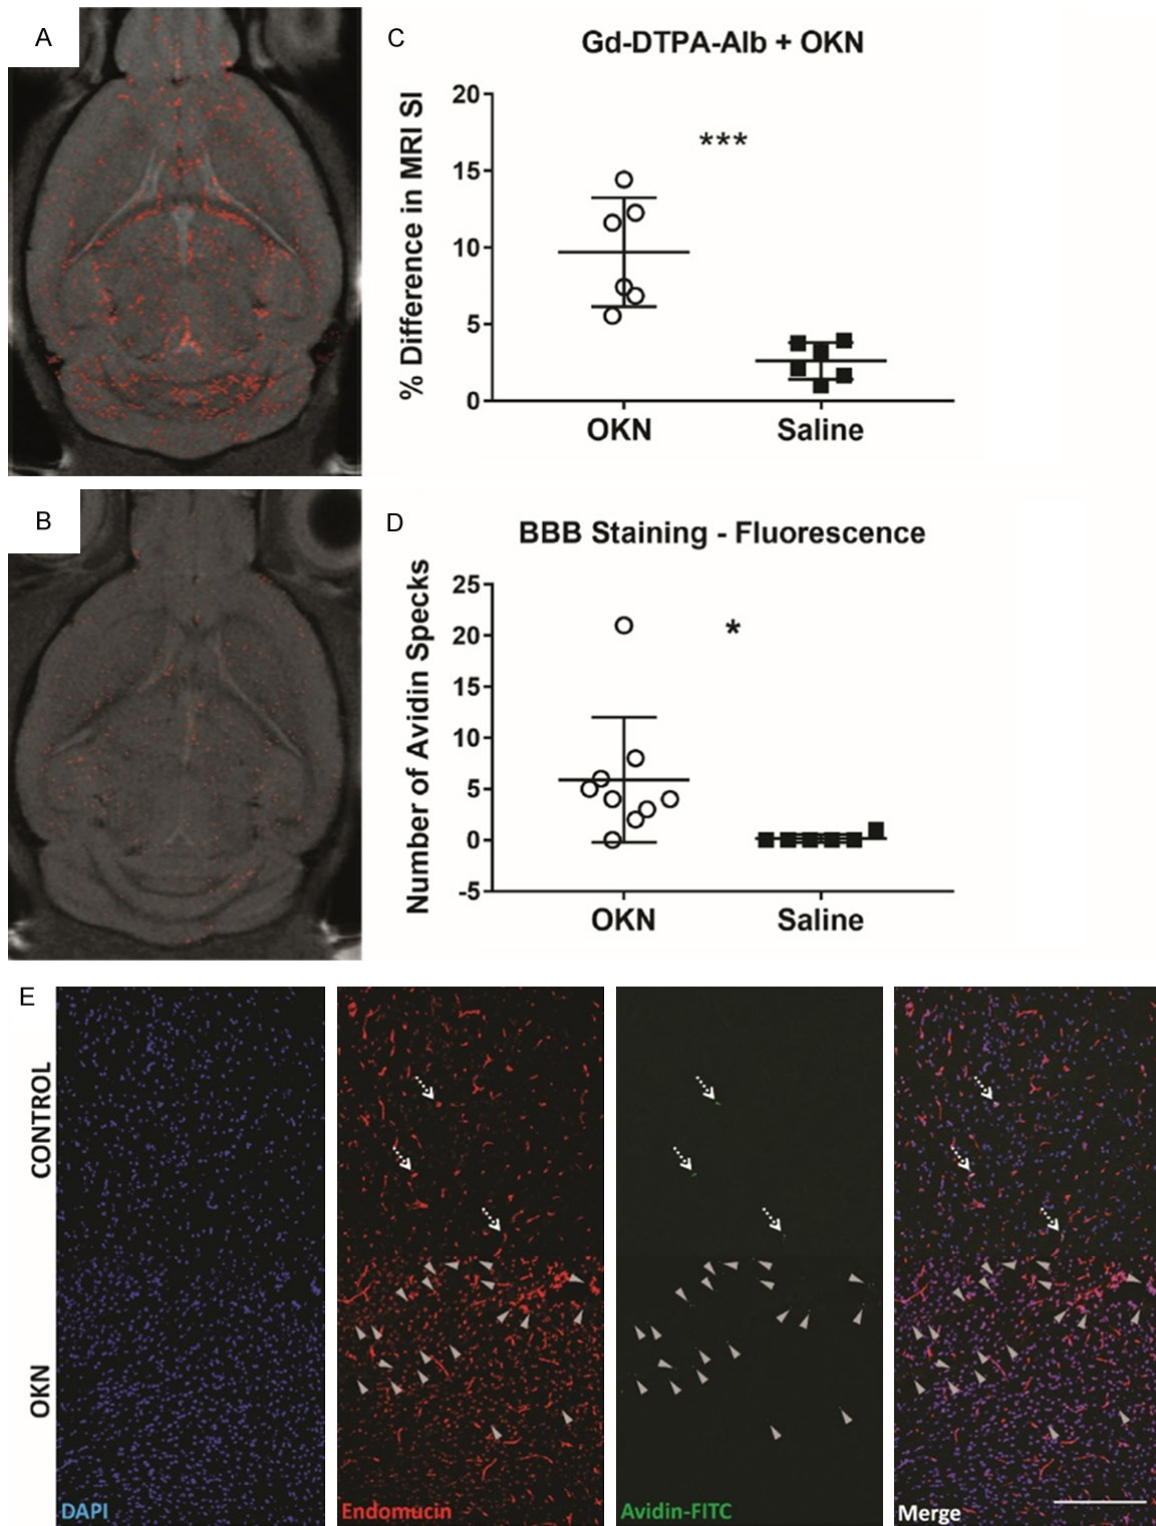 A
C
Gd-DTPA-Alb + OKN
% Difference in MRI SI
20
15
10
5
0
***
OKN
Saline
B
D
BBB Staining - Fluorescence
Number of Avidin Specks
25
20
15
10
5
0
-5
*
OKN
Saline
E
CONTROL
OKN
DAPI
Endomucin
Avidin-FITC
Merge